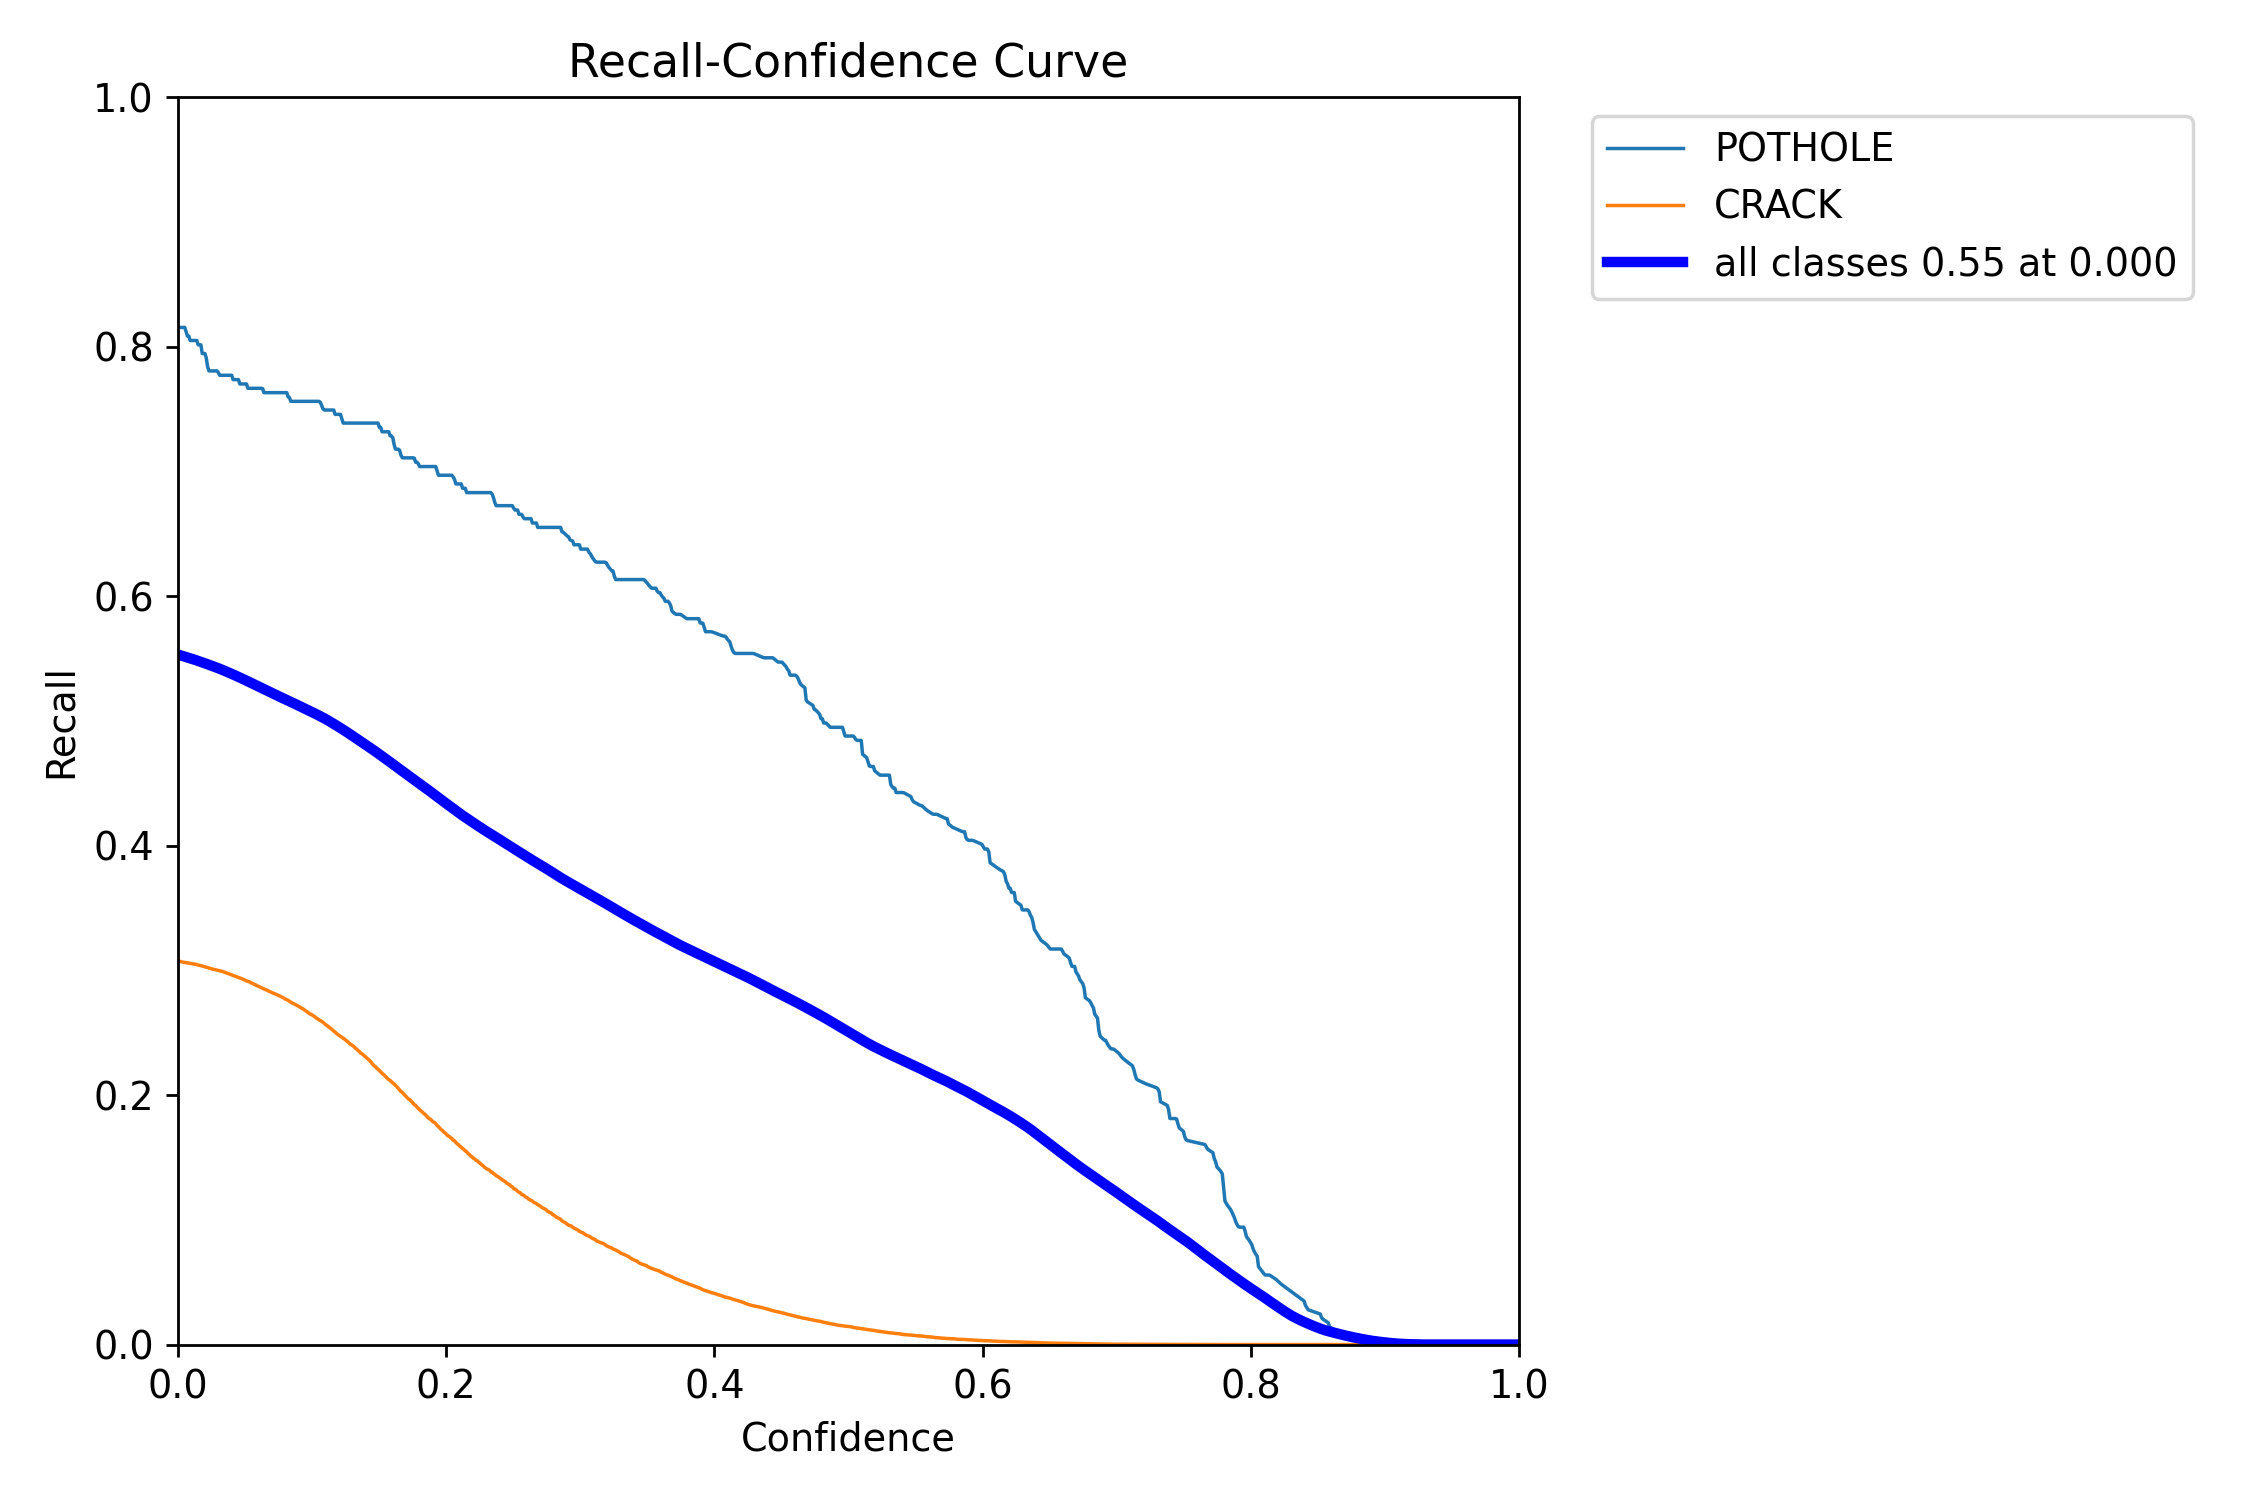 Recall-Confidence Curve
1.0
0.8
0.6
0.4
0.2
0.0
Recall
0.0 0.2 0.4 0.6 0.8 1.0
Confidence
POTHOLE
CRACK
all classes 0.55 at 0.000